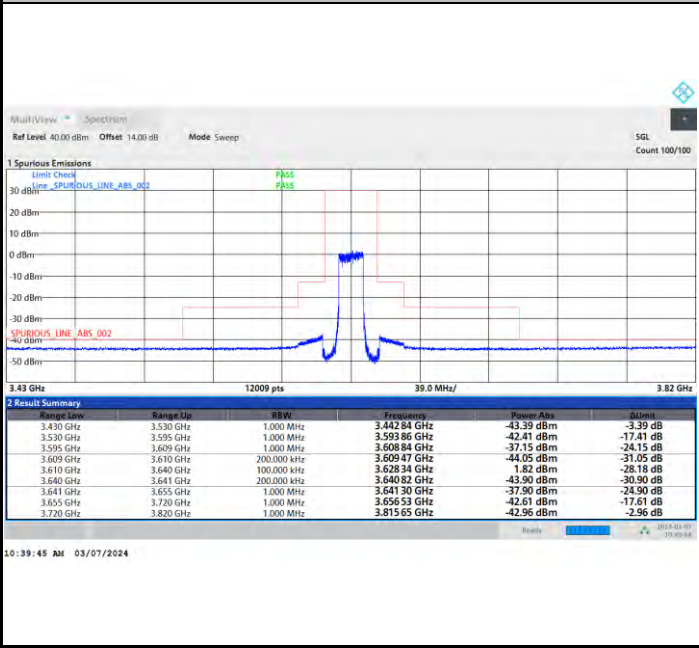 MultiView Spectrum
Ref Level 40.00 dBm Offset 14.00 dB Mode Sweep SGL
Count 100/100
1 Spurious Emissions
Limit Check PASS
Line _SPURIOUS_LINE_ABS_002 PASS
30 dBm
20 dBm
10 dBm
0 dBm
-10 dBm
-20 dBm
-30 dBm
SPURIOUS_LINE_ABS_002
-40 dBm
-50 dBm
3.43 GHz 12009 pts 39.0 MHz/ 3.82 GHz
2 Result Summary
Range Low Range Up RBW Frequency Power Abs ΔLimit
3.430 GHz 3.530 GHz 1.000 MHz 3.442 84 GHz -43.39 dBm -3.39 dB
3.530 GHz 3.595 GHz 1.000 MHz 3.593 86 GHz -42.41 dBm -17.41 dB
3.595 GHz 3.609 GHz 1.000 MHz 3.608 84 GHz -37.15 dBm -24.15 dB
3.609 GHz 3.610 GHz 200.000 kHz 3.609 47 GHz -44.05 dBm -31.05 dB
3.610 GHz 3.640 GHz 100.000 kHz 3.628 34 GHz 1.82 dBm -28.18 dB
3.640 GHz 3.641 GHz 200.000 kHz 3.640 82 GHz -43.90 dBm -30.90 dB
3.641 GHz 3.655 GHz 1.000 MHz 3.641 30 GHz -37.90 dBm -24.90 dB
3.655 GHz 3.720 GHz 1.000 MHz 3.656 53 GHz -42.61 dBm -17.61 dB
3.720 GHz 3.820 GHz 1.000 MHz 3.815 65 GHz -42.96 dBm -2.96 dB
Ready
10:39:45 AM 03/07/2024